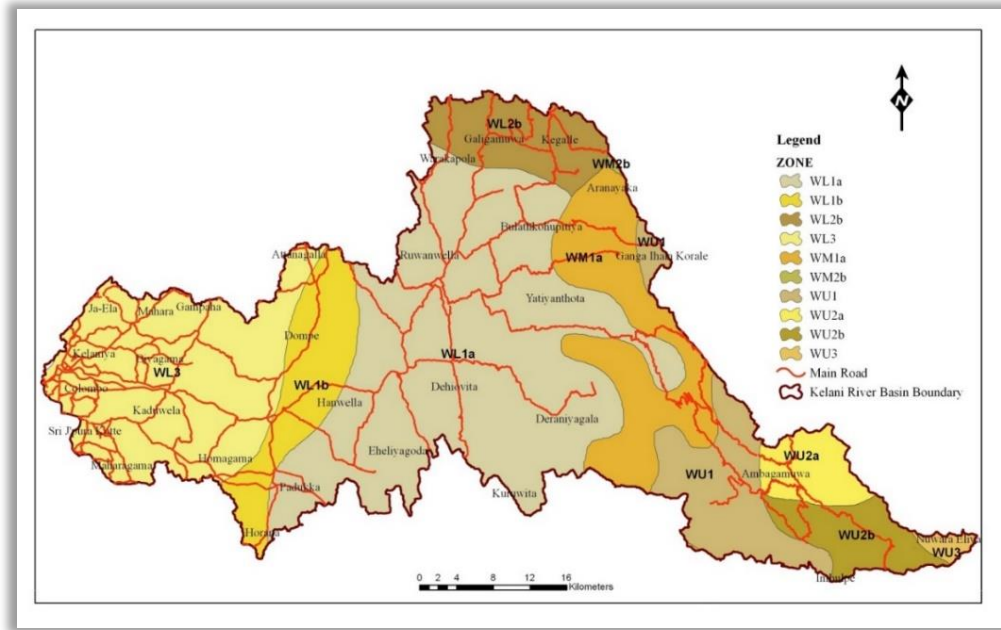 N
Legend
ZONE
WL1a
WL1b
WL2b
WL3
WM1a
WM2b
WU1
WU2a
WU2b
WU3
Main Road
Kelani River Basin Boundary
WL2b
Galigamuwa
Kegalle
Warakapola
WM2b
Aranayaka
Bulathkohupitiya
WU1
Ganga Ihala Korale
Attanagalla
Ruwanwella
WM1a
Yatiyanthota
Ja-Ela
Mahara
Gampaha
Dompe
Kelaniya
Biyagama
WL3
WL1a
Colombo
WL1b
Hanwella
Dehiovita
Kaduwela
Deraniyagala
Maharagama
Homagama
Eheliyagoda
Padukka
Kuruwita
Horana
WU2a
Ambagamuwa
WU1
WU2b
Nuwara Eliya
WU3
Imbulpe
0 2 4 8 12 16
Kilometers